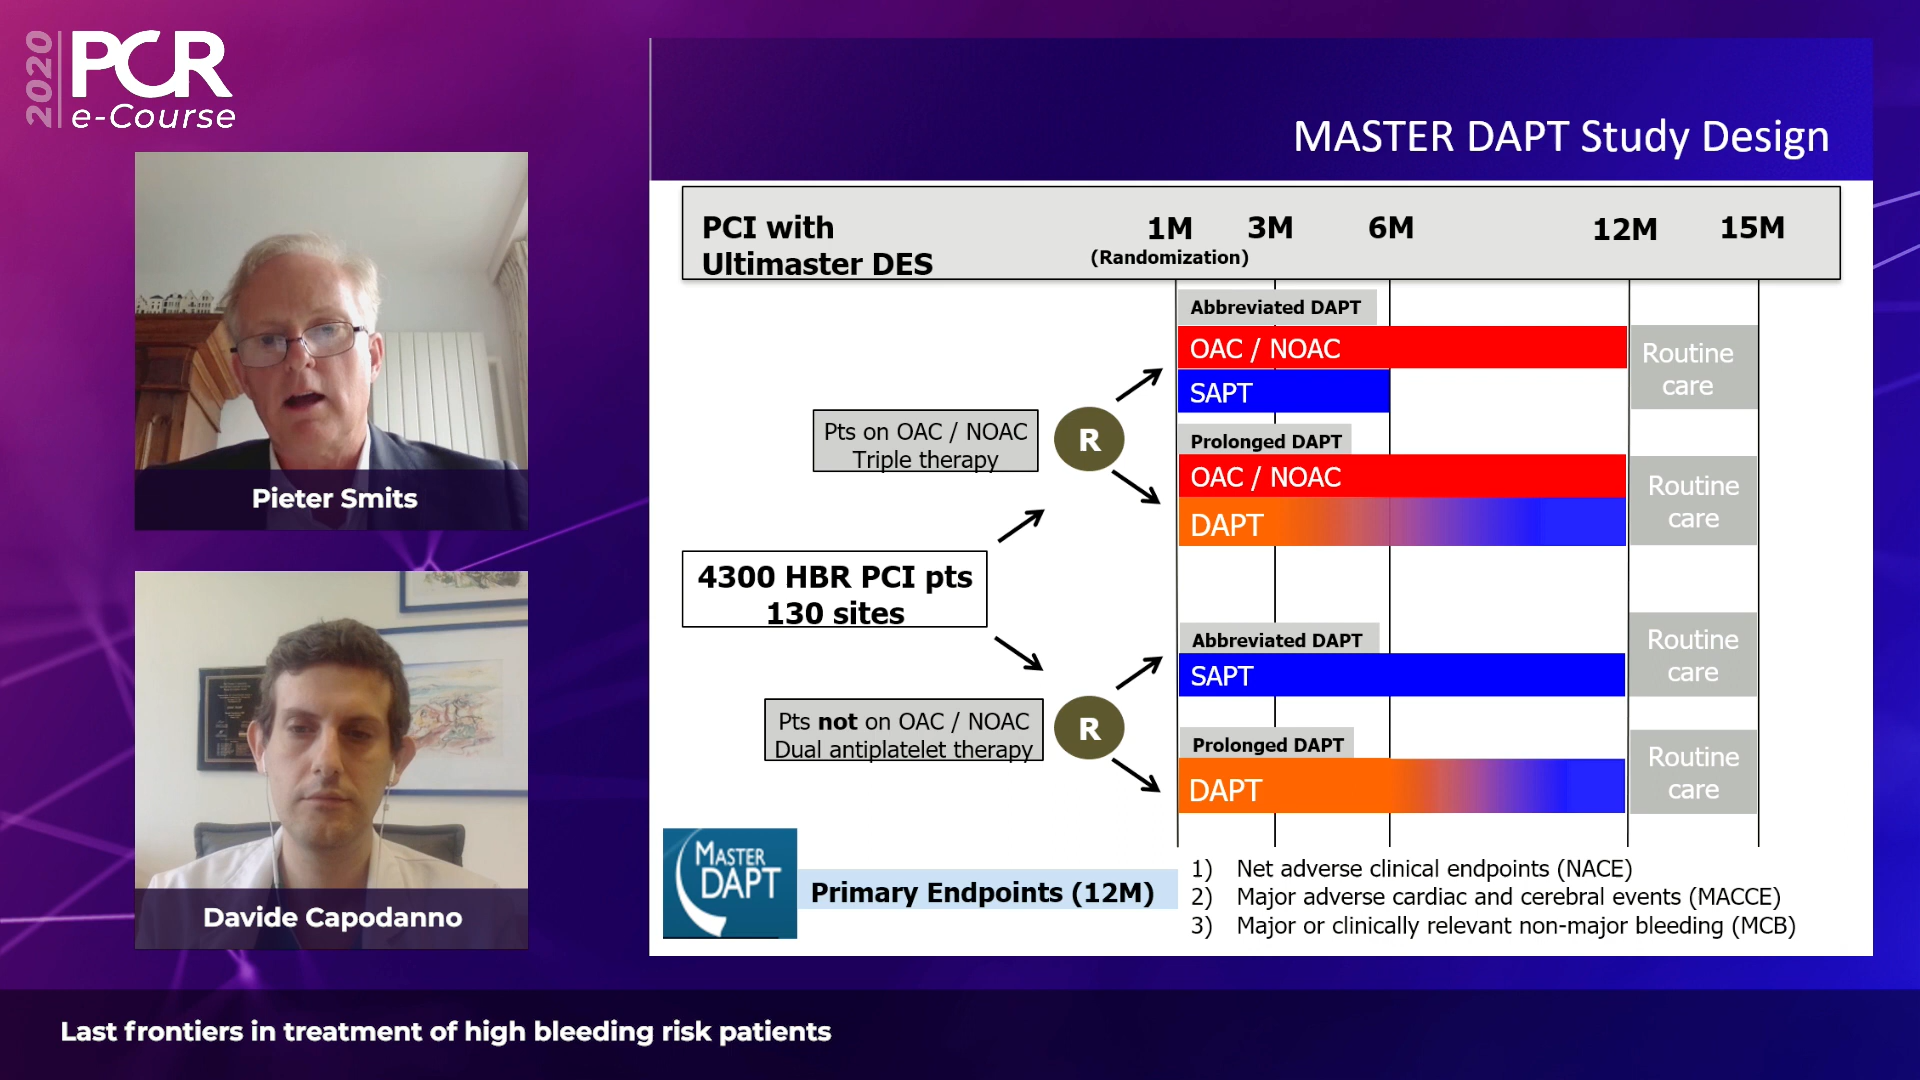 2020
PCR
e-Course
Pieter Smits
Davide Capodanno
MASTER DAPT Study Design
PCI with
Ultimaster DES
1M
(Randomization)
3M
6M
12M
15M
Abbreviated DAPT
OAC / NOAC
SAPT
Routine
care
Pts on OAC / NOAC
Triple therapy
R
Prolonged DAPT
OAC / NOAC
DAPT
Routine
care
4300 HBR PCI pts
130 sites
Abbreviated DAPT
SAPT
Routine
care
Pts not on OAC / NOAC
Dual antiplatelet therapy
R
Prolonged DAPT
DAPT
Routine
care
MASTER
DAPT
Primary Endpoints (12M)
1) Net adverse clinical endpoints (NACE)
2) Major adverse cardiac and cerebral events (MACCE)
3) Major or clinically relevant non-major bleeding (MCB)
Last frontiers in treatment of high bleeding risk patients